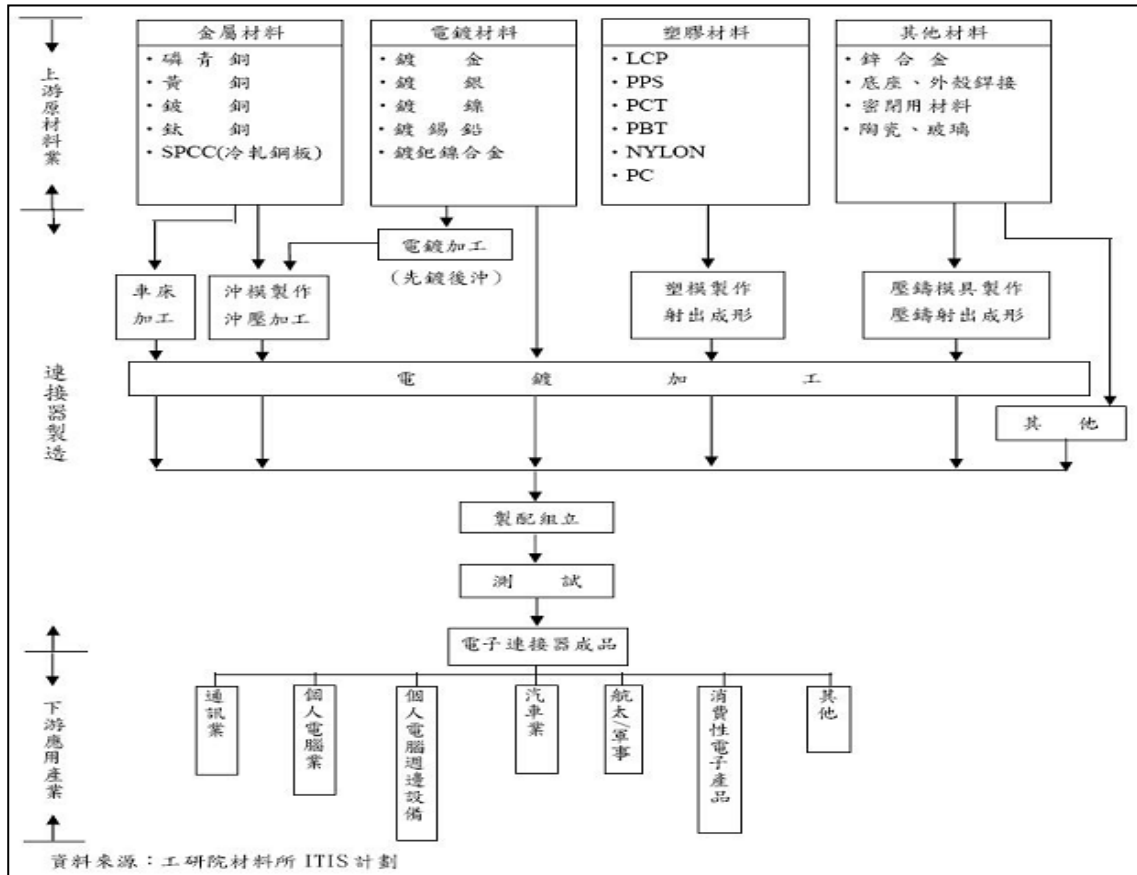 上游原材料業
金屬材料
・磷青銅
・黃銅
・鈹銅
・鈦銅
・SPCC(冷軋鋼板)
電鍍材料
・鍍金
・鍍銀
・鍍鎳
・鍍錫鉛
・鍍鈀鎳合金
塑膠材料
・LCP
・PPS
・PCT
・PBT
・NYLON
・PC
其他材料
・鋅合金
・底座、外殼銲接
・密閉用材料
・陶瓷、玻璃
連接器製造
電鍍加工
(先鍍後沖)
車床
加工
沖模製作
沖壓加工
塑模製作
射出成形
壓鑄模具製作
壓鑄射出成形
電鍍加工
其他
製配組立
測試
電子連接器成品
下游應用產業
通訊業
個人電腦業
個人電腦週邊設備
汽車業
航太/軍事
消費性電子產品
其他
資料來源：工研院材料所 ITIS 計劃